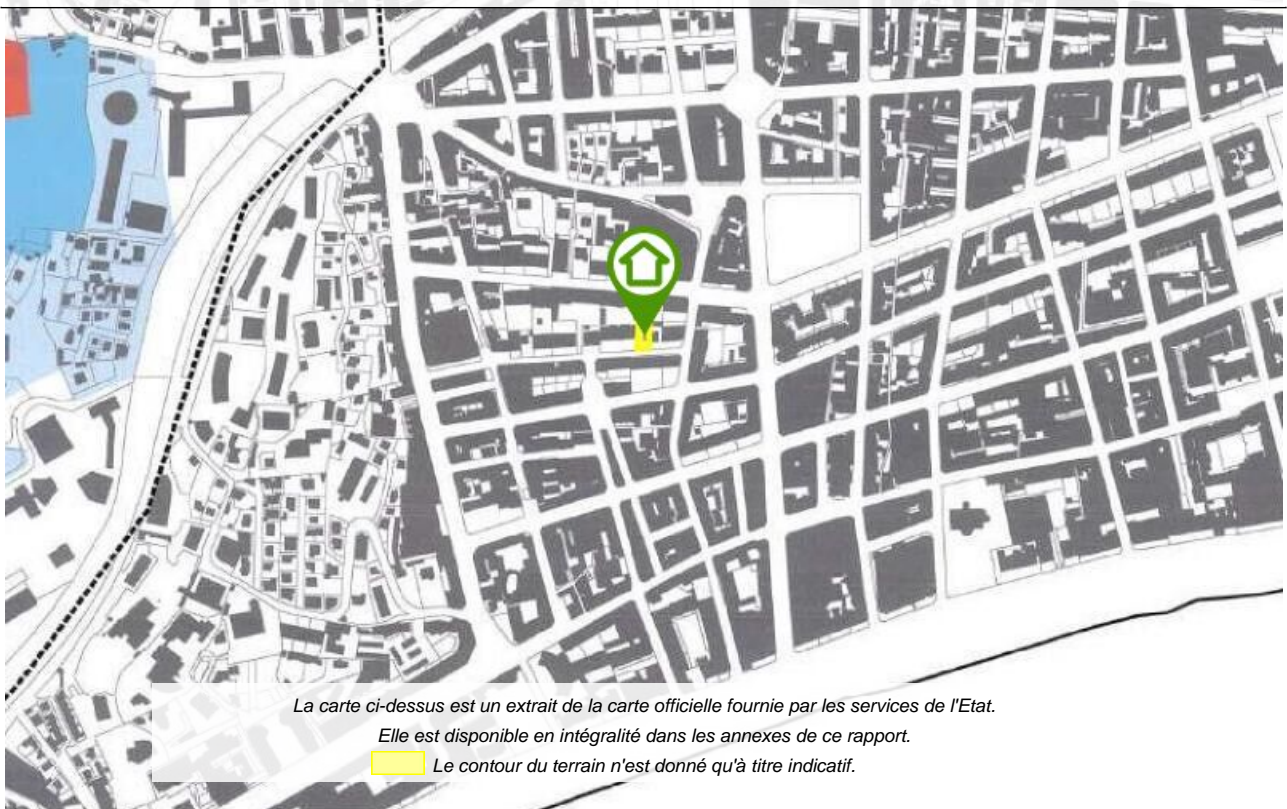 La carte ci-dessus est un extrait de la carte officielle fournie par les services de l'Etat.
Elle est disponible en intégralité dans les annexes de ce rapport.
Le contour du terrain n'est donné qu'à titre indicatif.